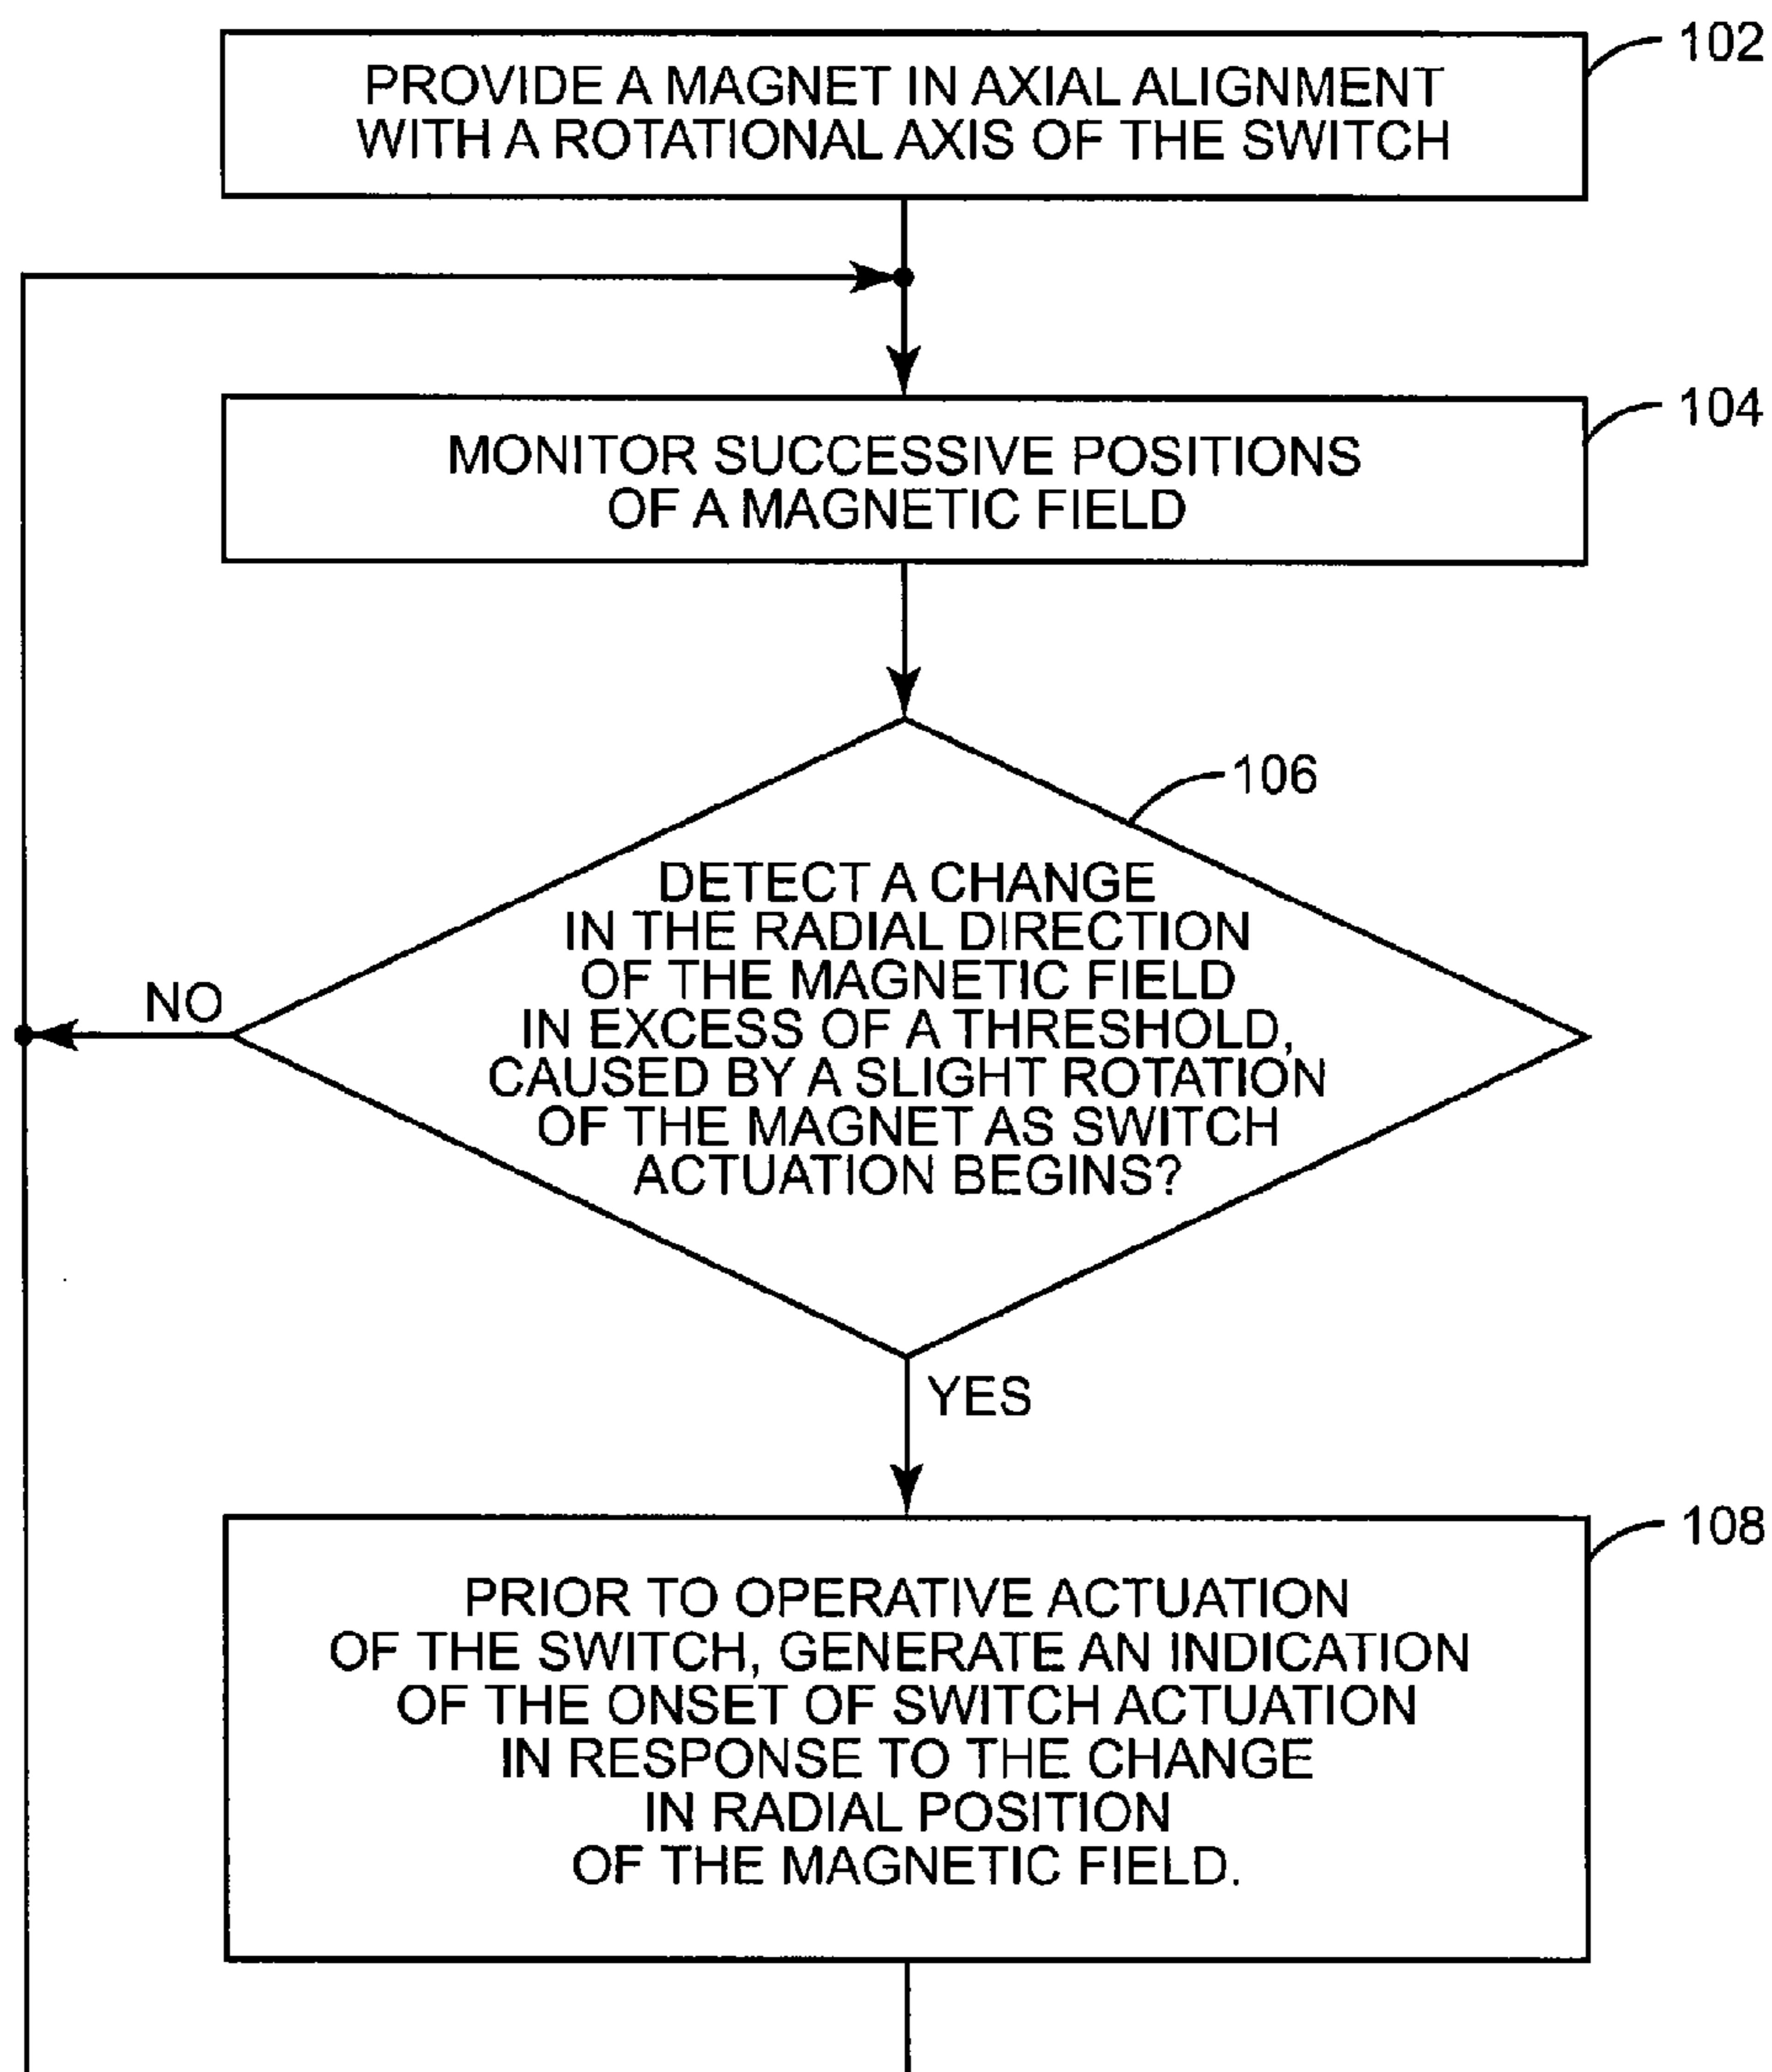 102
PROVIDE A MAGNET IN AXIAL ALIGNMENT
WITH A ROTATIONAL AXIS OF THE SWITCH
104
MONITOR SUCCESSIVE POSITIONS
OF A MAGNETIC FIELD
106
DETECT A CHANGE
IN THE RADIAL DIRECTION
OF THE MAGNETIC FIELD
IN EXCESS OF A THRESHOLD,
CAUSED BY A SLIGHT ROTATION
OF THE MAGNET AS SWITCH
ACTUATION BEGINS?
NO
YES
108
PRIOR TO OPERATIVE ACTUATION
OF THE SWITCH, GENERATE AN INDICATION
OF THE ONSET OF SWITCH ACTUATION
IN RESPONSE TO THE CHANGE
IN RADIAL POSITION
OF THE MAGNETIC FIELD.